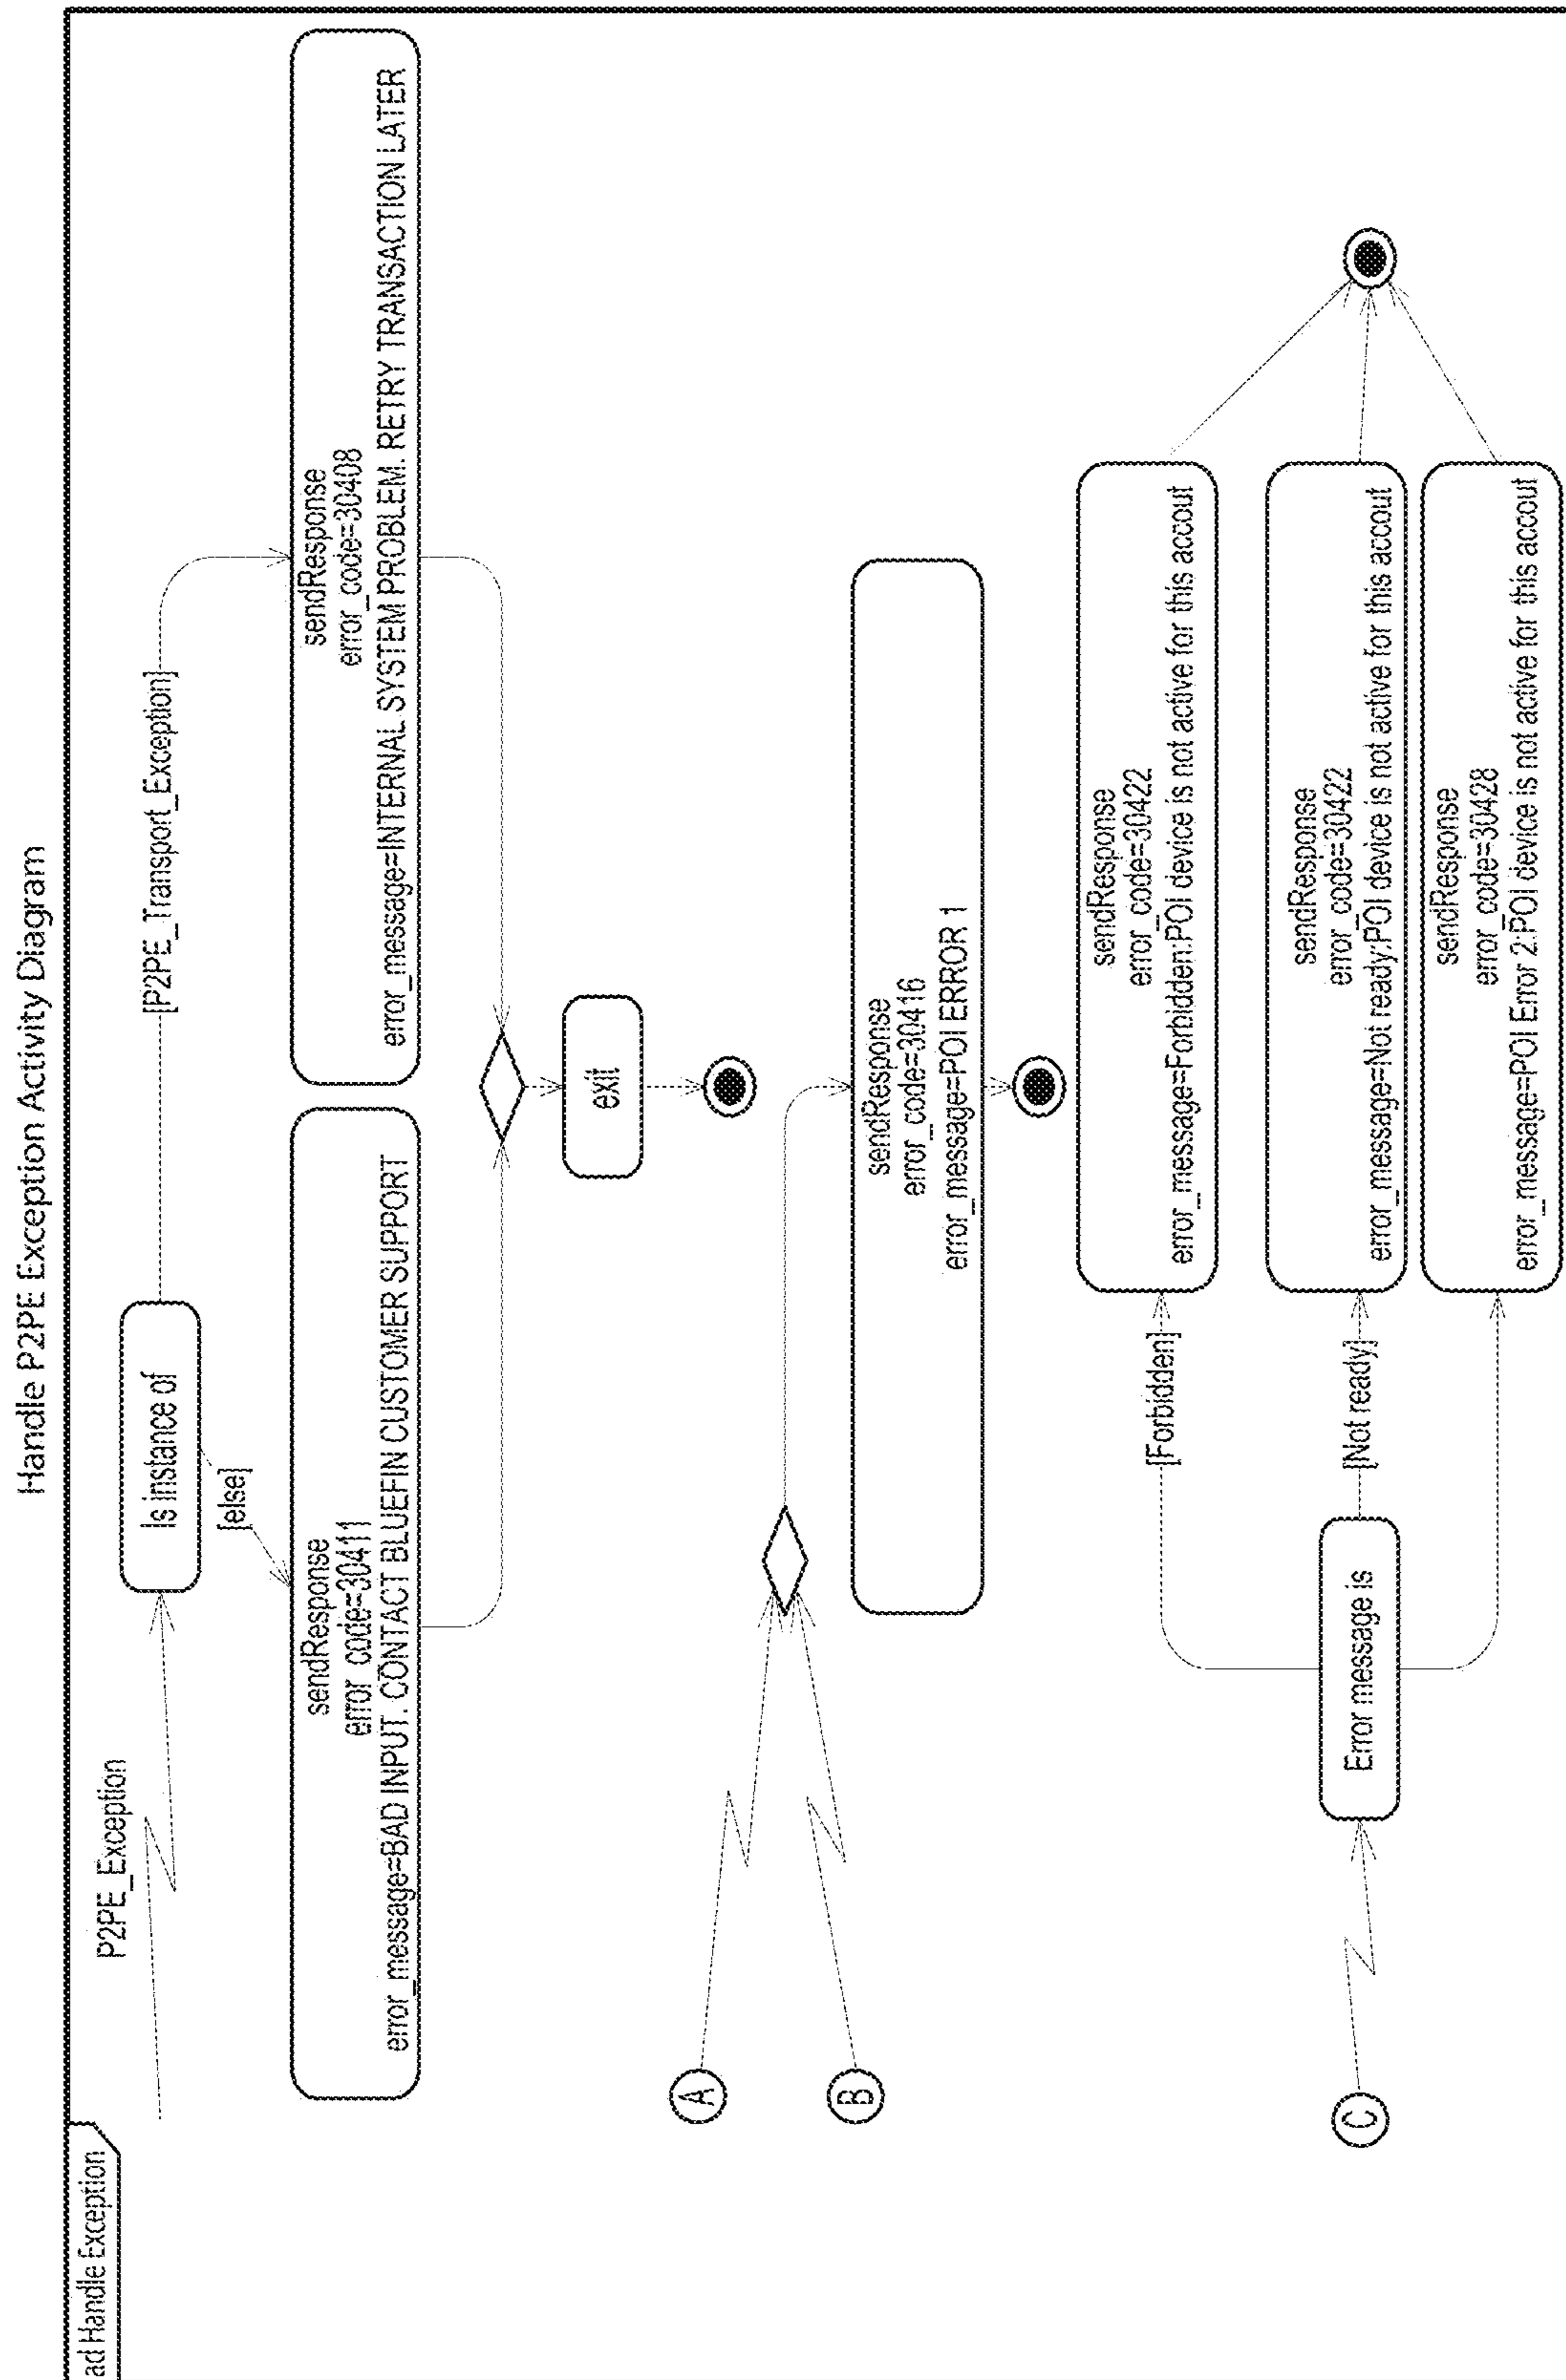 Handle P2PE Exception Activity Diagram
ad Handle Exception
P2PE_Exception
Is instance of
[P2PE_Transport_Exception]
[else]
sendResponse
error_code=30411
error_message=BAD INPUT. CONTACT BLUEFIN CUSTOMER SUPPORT
sendResponse
error_code=30408
error_message=INTERNAL SYSTEM PROBLEM. RETRY TRANSACTION LATER
exit
A
B
sendResponse
error_code=30416
error_message=POI ERROR 1
C
Error message is
[Forbidden]
[Not ready]
sendResponse
error_code=30422
error_message=Forbidden:POI device is not active for this accout
sendResponse
error_code=30422
error_message=Not ready:POI device is not active for this accout
sendResponse
error_code=30428
error_message=POI Error 2:POI device is not active for this accout